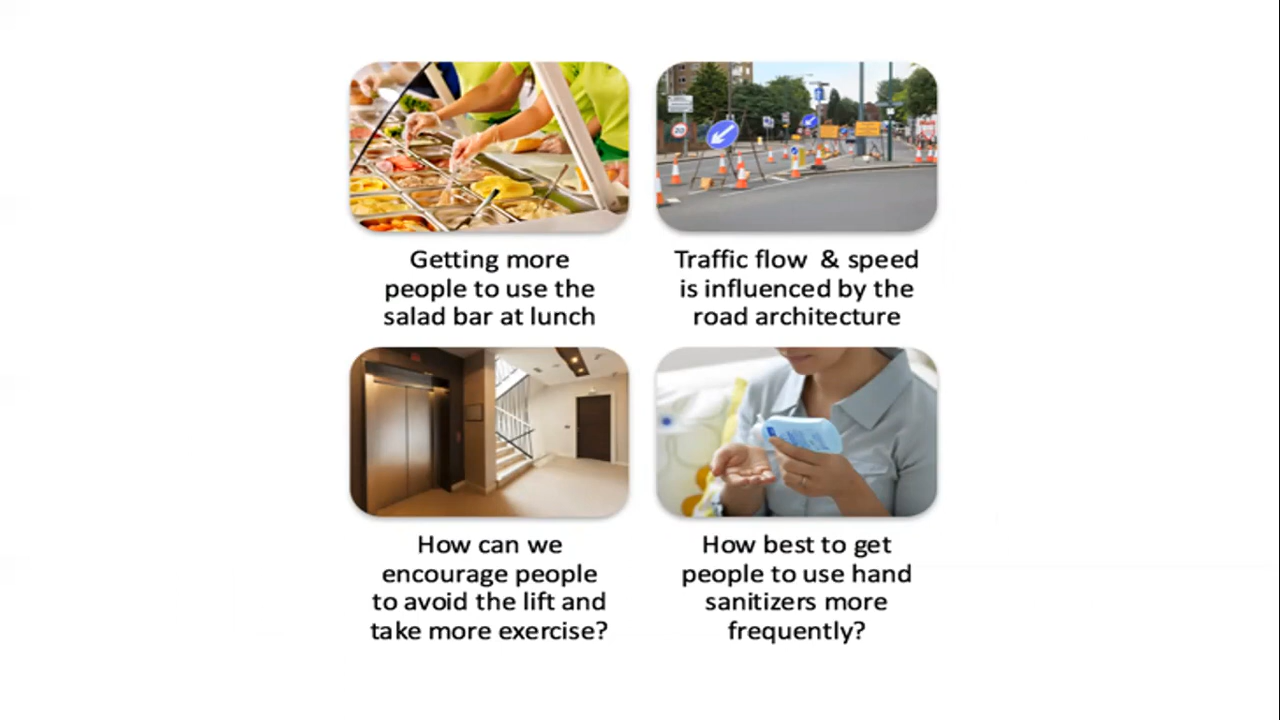 Getting more
people to use the
salad bar at lunch
20
Traffic flow & speed
is influenced by the
road architecture
How can we
encourage people
to avoid the lift and
take more exercise?
How best to get
people to use hand
sanitizers more
frequently?